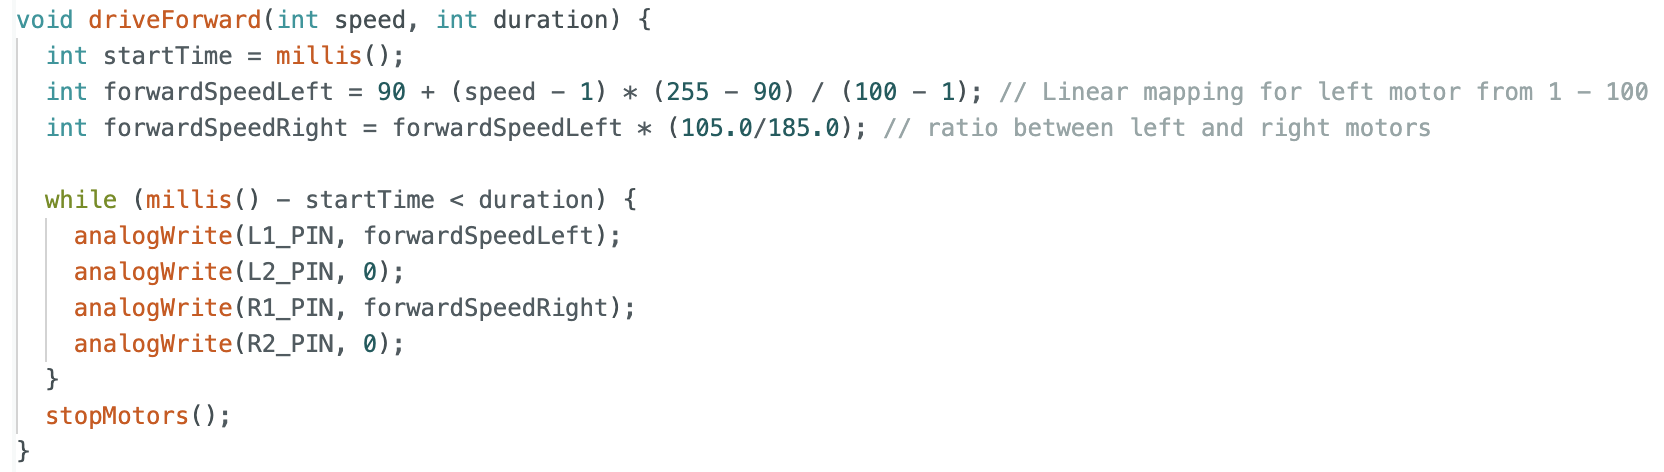 void driveForward(int speed, int duration) {
  int startTime = millis();
  int forwardSpeedLeft = 90 + (speed - 1) * (255 - 90) / (100 - 1); // Linear mapping for left motor from 1 - 100
  int forwardSpeedRight = forwardSpeedLeft * (105.0/185.0); // ratio between left and right motors

  while (millis() - startTime < duration) {
    analogWrite(L1_PIN, forwardSpeedLeft);
    analogWrite(L2_PIN, 0);
    analogWrite(R1_PIN, forwardSpeedRight);
    analogWrite(R2_PIN, 0);
  }
  stopMotors();
}